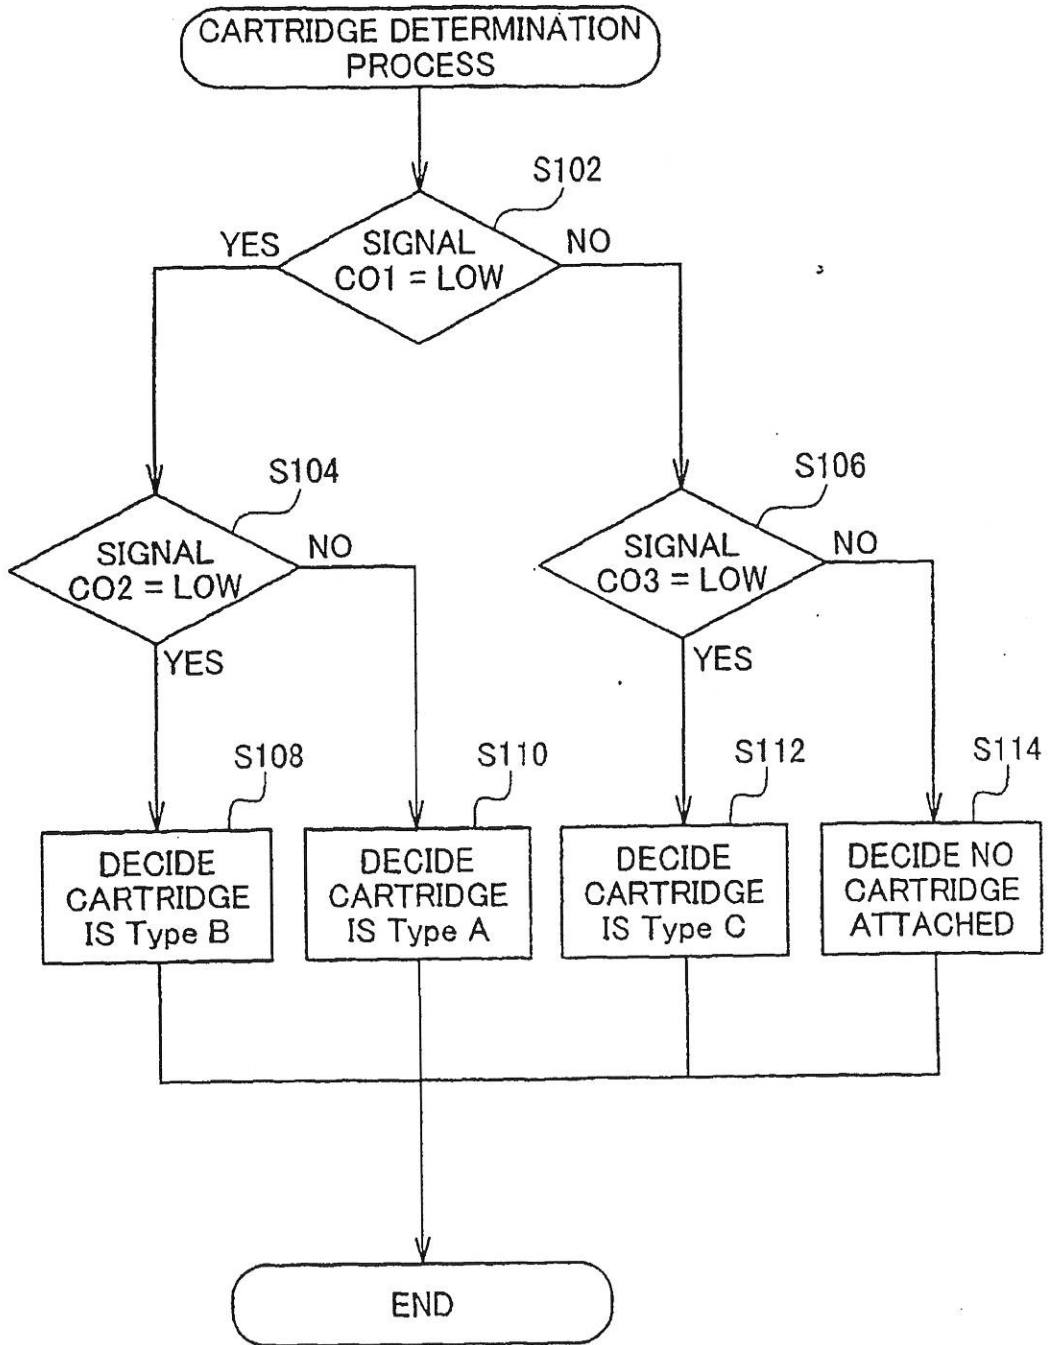 CARTRIDGE DETERMINATION
PROCESS
S102
YES
SIGNAL
CO1 = LOW
NO
S104
SIGNAL
CO2 = LOW
NO
YES
S106
SIGNAL
CO3 = LOW
NO
YES
S108
DECIDE
CARTRIDGE
IS Type B
S110
DECIDE
CARTRIDGE
IS Type A
S112
DECIDE
CARTRIDGE
IS Type C
S114
DECIDE NO
CARTRIDGE
ATTACHED
END